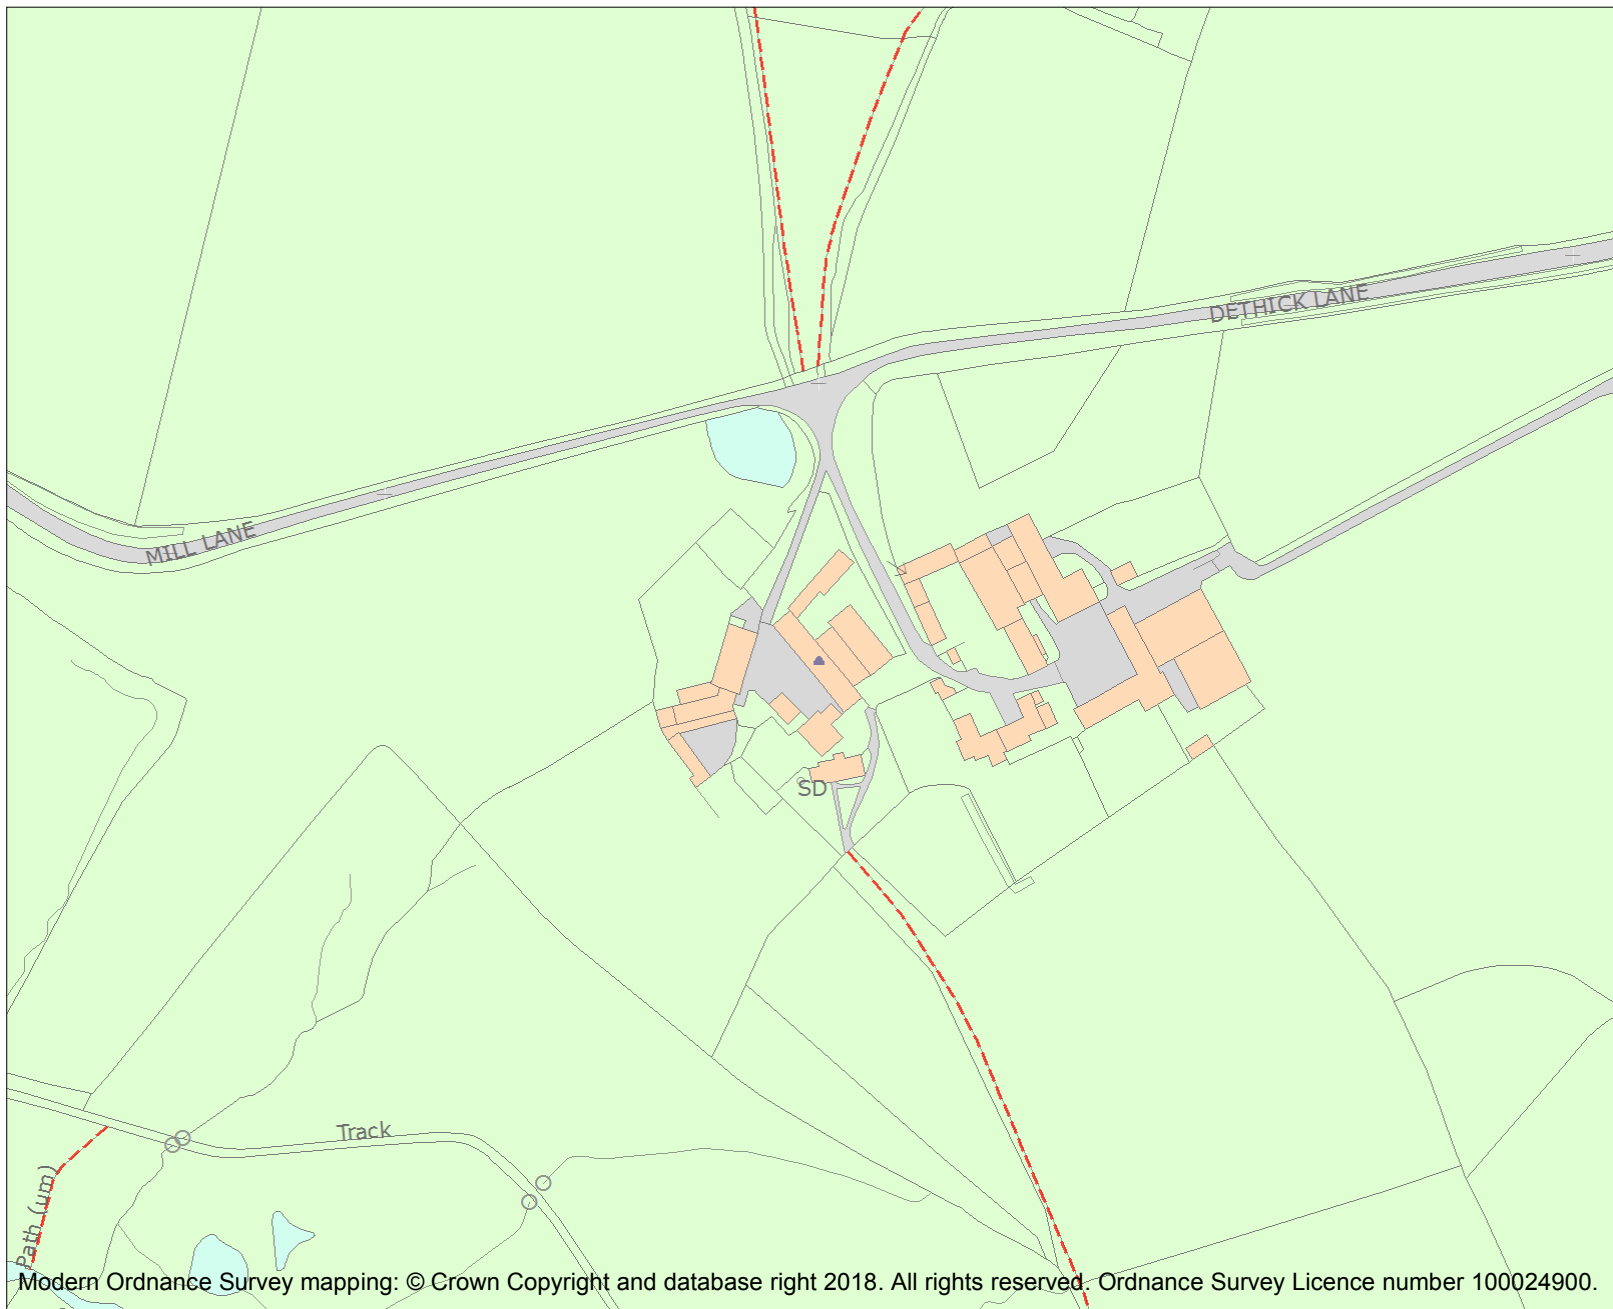 DETHICK LANE
MILL LANE
SD
Track
Path (um)
Modern Ordnance Survey mapping: © Crown Copyright and database right 2018. All rights reserved. Ordnance Survey Licence number 100024900.